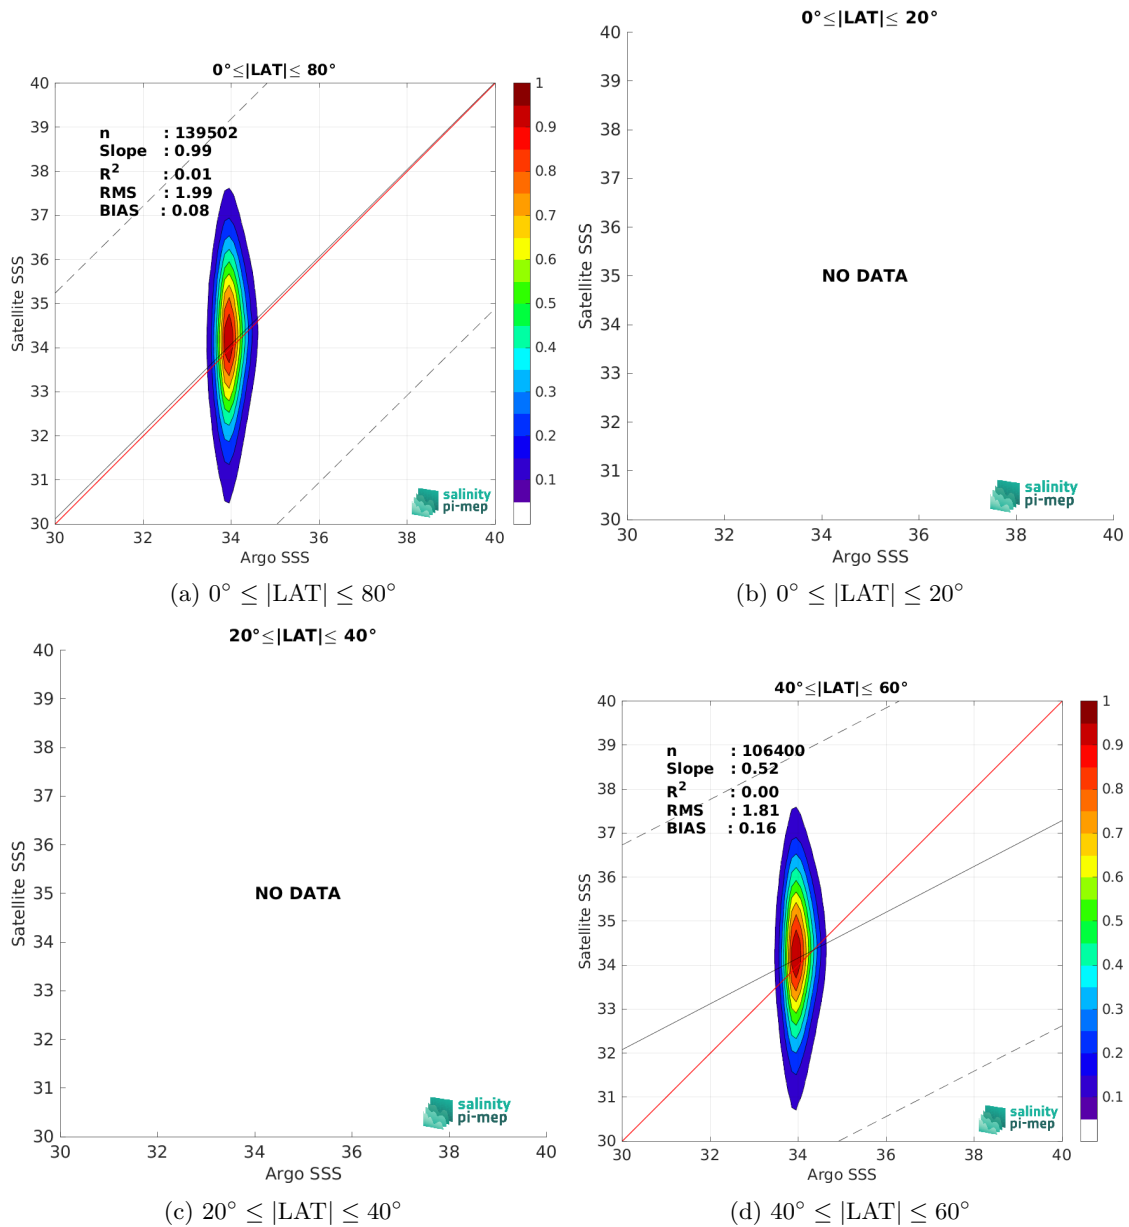 0°≤|LAT|≤ 80°
40
39
38
37
36
35
34
33
32
31
30
Satellite SSS
n : 139502
Slope : 0.99
R² : 0.01
RMS : 1.99
BIAS : 0.08
1
0.9
0.8
0.7
0.6
0.5
0.4
0.3
0.2
0.1
salinity
pi-mep
30 32 34 36 38 40
Argo SSS
(a) 0° ≤ |LAT| ≤ 80°
0°≤|LAT|≤ 20°
40
39
38
37
36
35
34
33
32
31
30
Satellite SSS
NO DATA
salinity
pi-mep
30 32 34 36 38 40
Argo SSS
(b) 0° ≤ |LAT| ≤ 20°
20°≤|LAT|≤ 40°
40
39
38
37
36
35
34
33
32
31
30
Satellite SSS
NO DATA
salinity
pi-mep
30 32 34 36 38 40
Argo SSS
(c) 20° ≤ |LAT| ≤ 40°
40°≤|LAT|≤ 60°
40
39
38
37
36
35
34
33
32
31
30
Satellite SSS
n : 106400
Slope : 0.52
R² : 0.00
RMS : 1.81
BIAS : 0.16
1
0.9
0.8
0.7
0.6
0.5
0.4
0.3
0.2
0.1
salinity
pi-mep
30 32 34 36 38 40
Argo SSS
(d) 40° ≤ |LAT| ≤ 60°